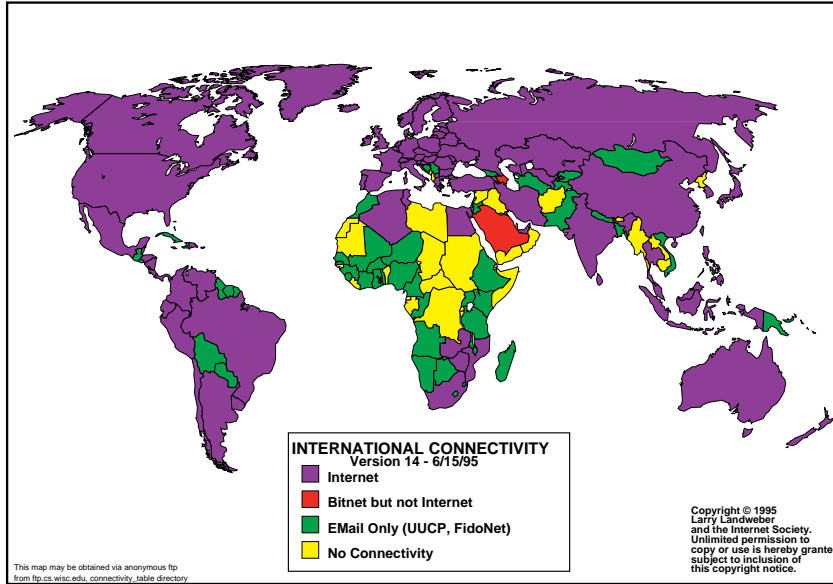 INTERNATIONAL CONNECTIVITY
Version 14 - 6/15/95
Internet
Bitnet but not Internet
EMail Only (UUCP, FidoNet)
No Connectivity
This map may be obtained via anonymous ftp
from ftp.cs.wisc.edu, connectivity_table directory
Copyright © 1995
Larry Landweber
and the Internet Society.
Unlimited permission to
copy or use is hereby grante
subject to inclusion of
this copyright notice.